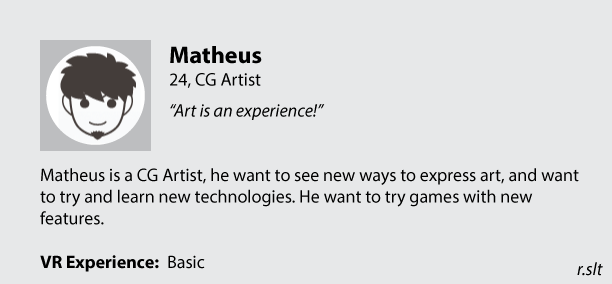 Matheus
24, CG Artist
“Art is an experience!”
Matheus is a CG Artist, he want to see new ways to express art, and want
to try and learn new technologies. He want to try games with new
features.
VR Experience: Basic
r.slt